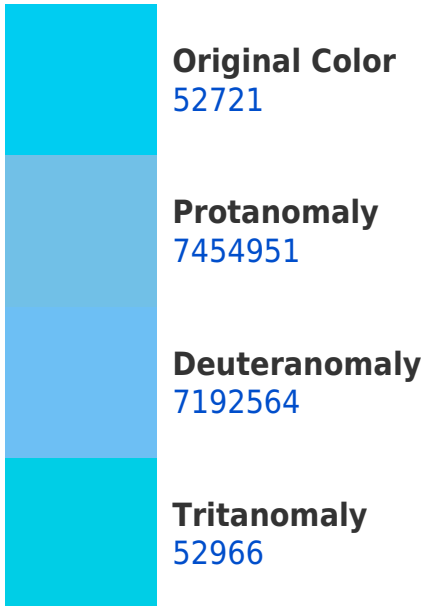 Original Color
52721
Protanomaly
7454951
Deuteranomaly
7192564
Tritanomaly
52966